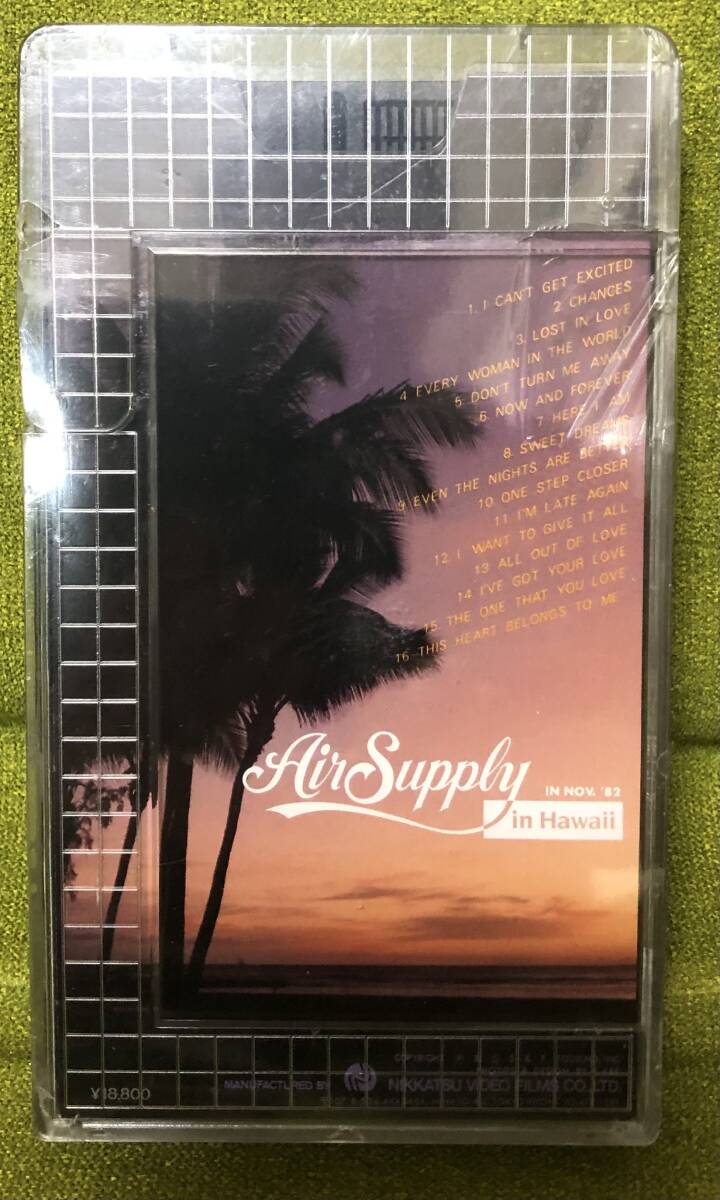 1. I CAN'T GET EXCITED
2 CHANCES
3. LOST IN LOVE
4 EVERY WOMAN IN THE WORLD
5 DON'T TURN ME AWAY
6 NOW AND FOREVER
7 HERE I AM
8 SWEET DREAMS
9 EVEN THE NIGHTS ARE BETTER
10 ONE STEP CLOSER
11 I'M LATE AGAIN
12 I WANT TO GIVE IT ALL
13 ALL OUT OF LOVE
14 I'VE GOT YOUR LOVE
15 THE ONE THAT YOU LOVE
16 THIS HEART BELONGS TO ME
Air Supply
IN NOV. '82
in Hawaii
COPYRIGHT
TOURING INC.
¥18,800
MANUFACTURED BY NIKKATSU VIDEO FILMS CO., LTD.